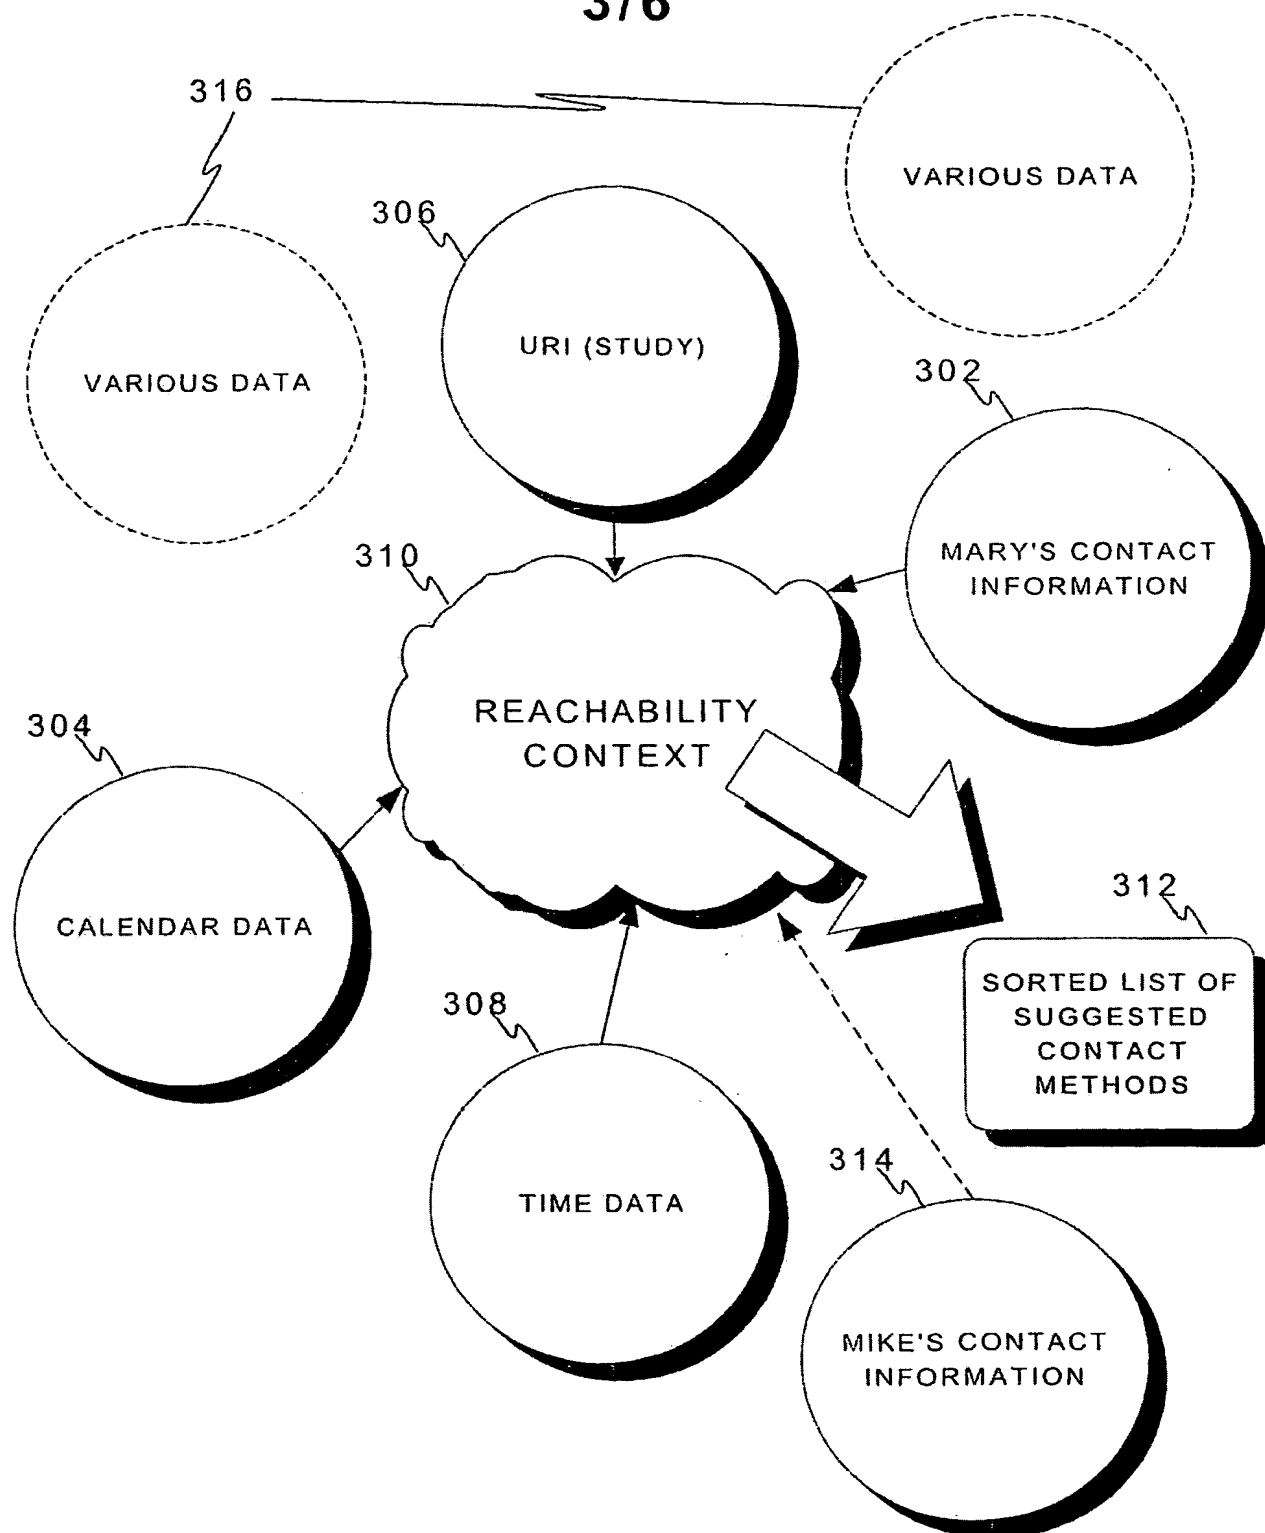 3/6
316
VARIOUS DATA
306
URI (STUDY)
302
VARIOUS DATA
MARY'S CONTACT
INFORMATION
310
REACHABILITY
CONTEXT
304
CALENDAR DATA
312
SORTED LIST OF
SUGGESTED
CONTACT
METHODS
308
TIME DATA
314
MIKE'S CONTACT
INFORMATION